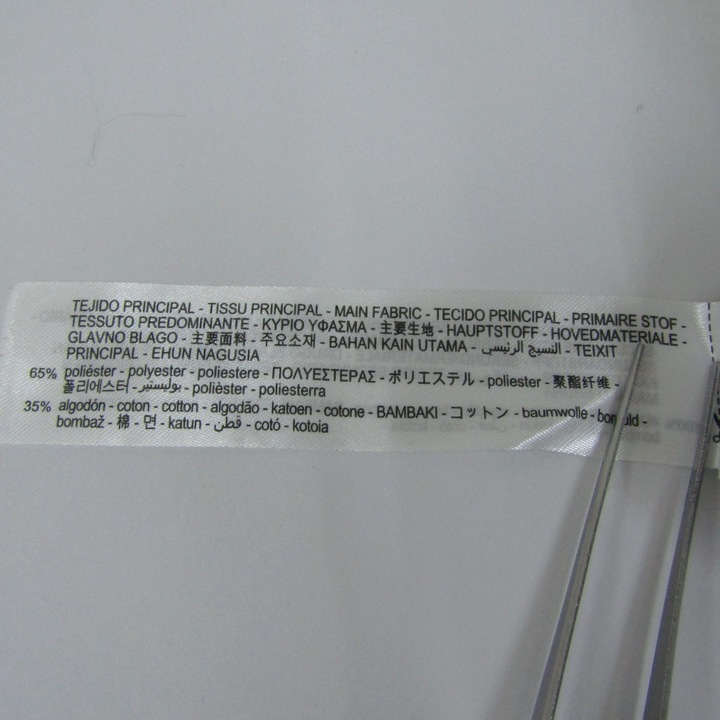 TEJIDO PRINCIPAL - TISSU PRINCIPAL - MAIN FABRIC - TECIDO PRINCIPAL - PRIMAIRE STOF -
TESSUTO PREDOMINANTE - ΚΥΡΙΟ ΥΦΑΣΜΑ - 主要生地 - HAUPTSTOFF - HOVEDMATERIALE -
GLAVNO BLAGO - 主要面料 - 주요소재 - BAHAN KAIN UTAMA - النسيج الرئيسي - TEIXIT
PRINCIPAL - EHUN NAGUSIA
65% poliéster - polyester - poliestere - ΠΟΛΥΕΣΤΕΡΑΣ - ポリエステル - poliester - 聚酯纤维 -
폴리에스터 - بوليستير - polièster - poliesterra
35% algodón - coton - cotton - algodão - katoen - cotone - ΒΑΜΒΑΚΙ - コットン - baumwolle -
bombaž - 棉 - 면 - katun - قطن - cotó - kotoia